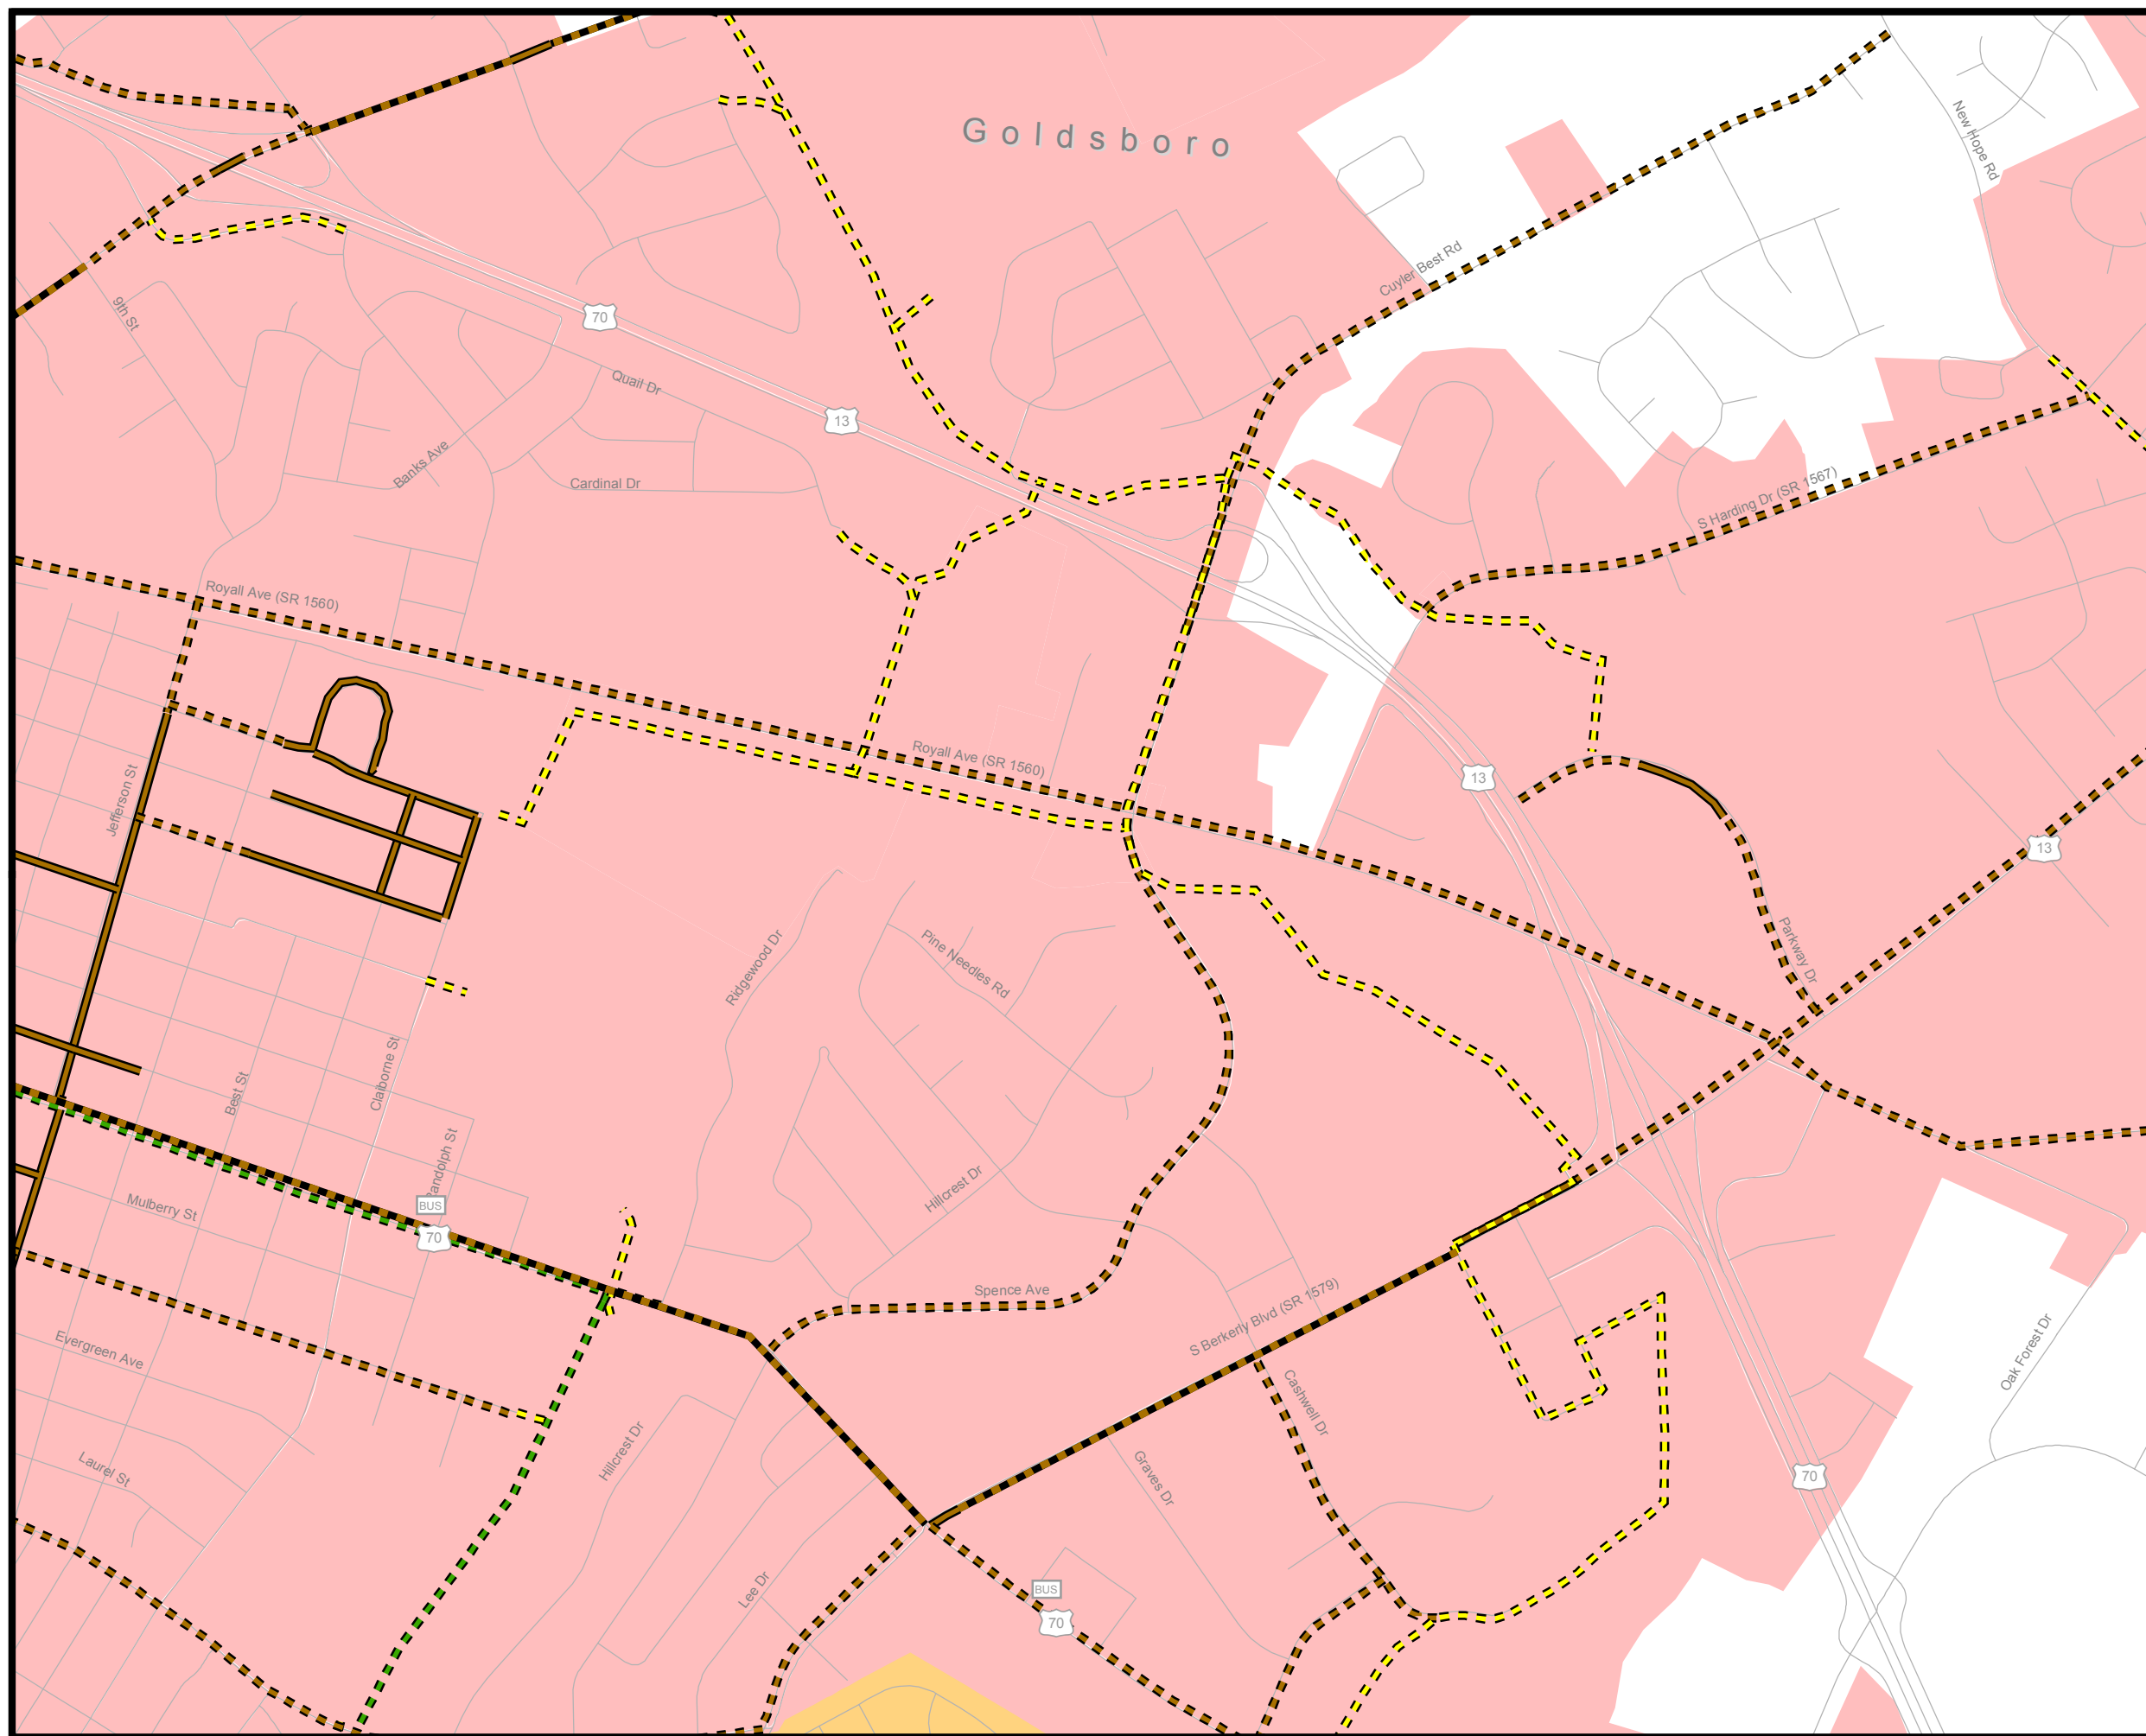 Goldsboro
New Hope Rd
Cuyler Best Rd
9th St
70
Quail Dr
13
Banks Ave
Cardinal Dr
S Harding Dr (SR 1567)
Royall Ave (SR 1560)
Royall Ave (SR 1560)
Jefferson St
13
13
Ridgewood Dr
Pine Needles Rd
Parkway Dr
Best St
Claiborne St
Randolph St
Mulberry St
BUS
70
Hillcrest Dr
Spence Ave
S Berkerly Blvd (SR 1579)
Evergreen Ave
Cashwell Dr
Oak Forest Dr
Laurel St
Hillcrest Dr
Graves Dr
70
Lee Dr
BUS
70